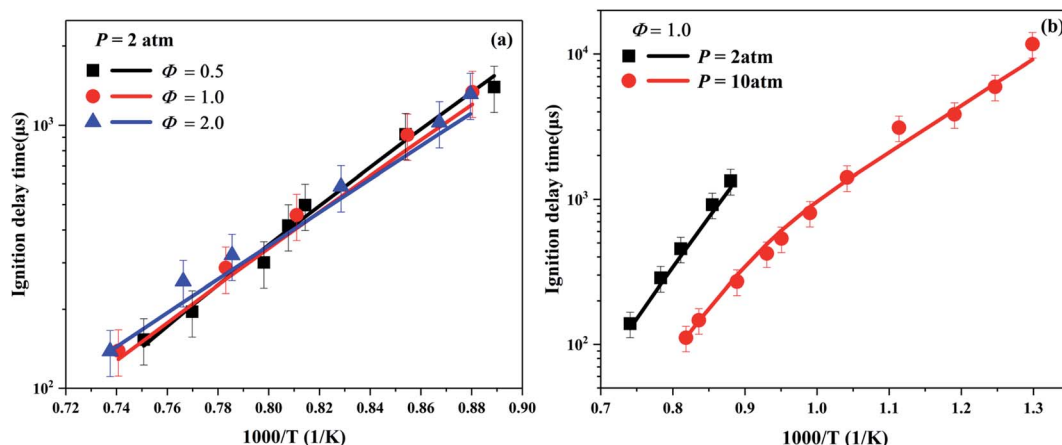 (a)
P = 2 atm
Φ = 0.5
Φ = 1.0
Φ = 2.0
Ignition delay time(μs)
10³
10²
0.72 0.74 0.76 0.78 0.80 0.82 0.84 0.86 0.88 0.90
1000/T (1/K)
(b)
Φ = 1.0
P = 2atm
P = 10atm
Ignition delay time(μs)
10⁴
10³
10²
0.7 0.8 0.9 1.0 1.1 1.2 1.3
1000/T (1/K)